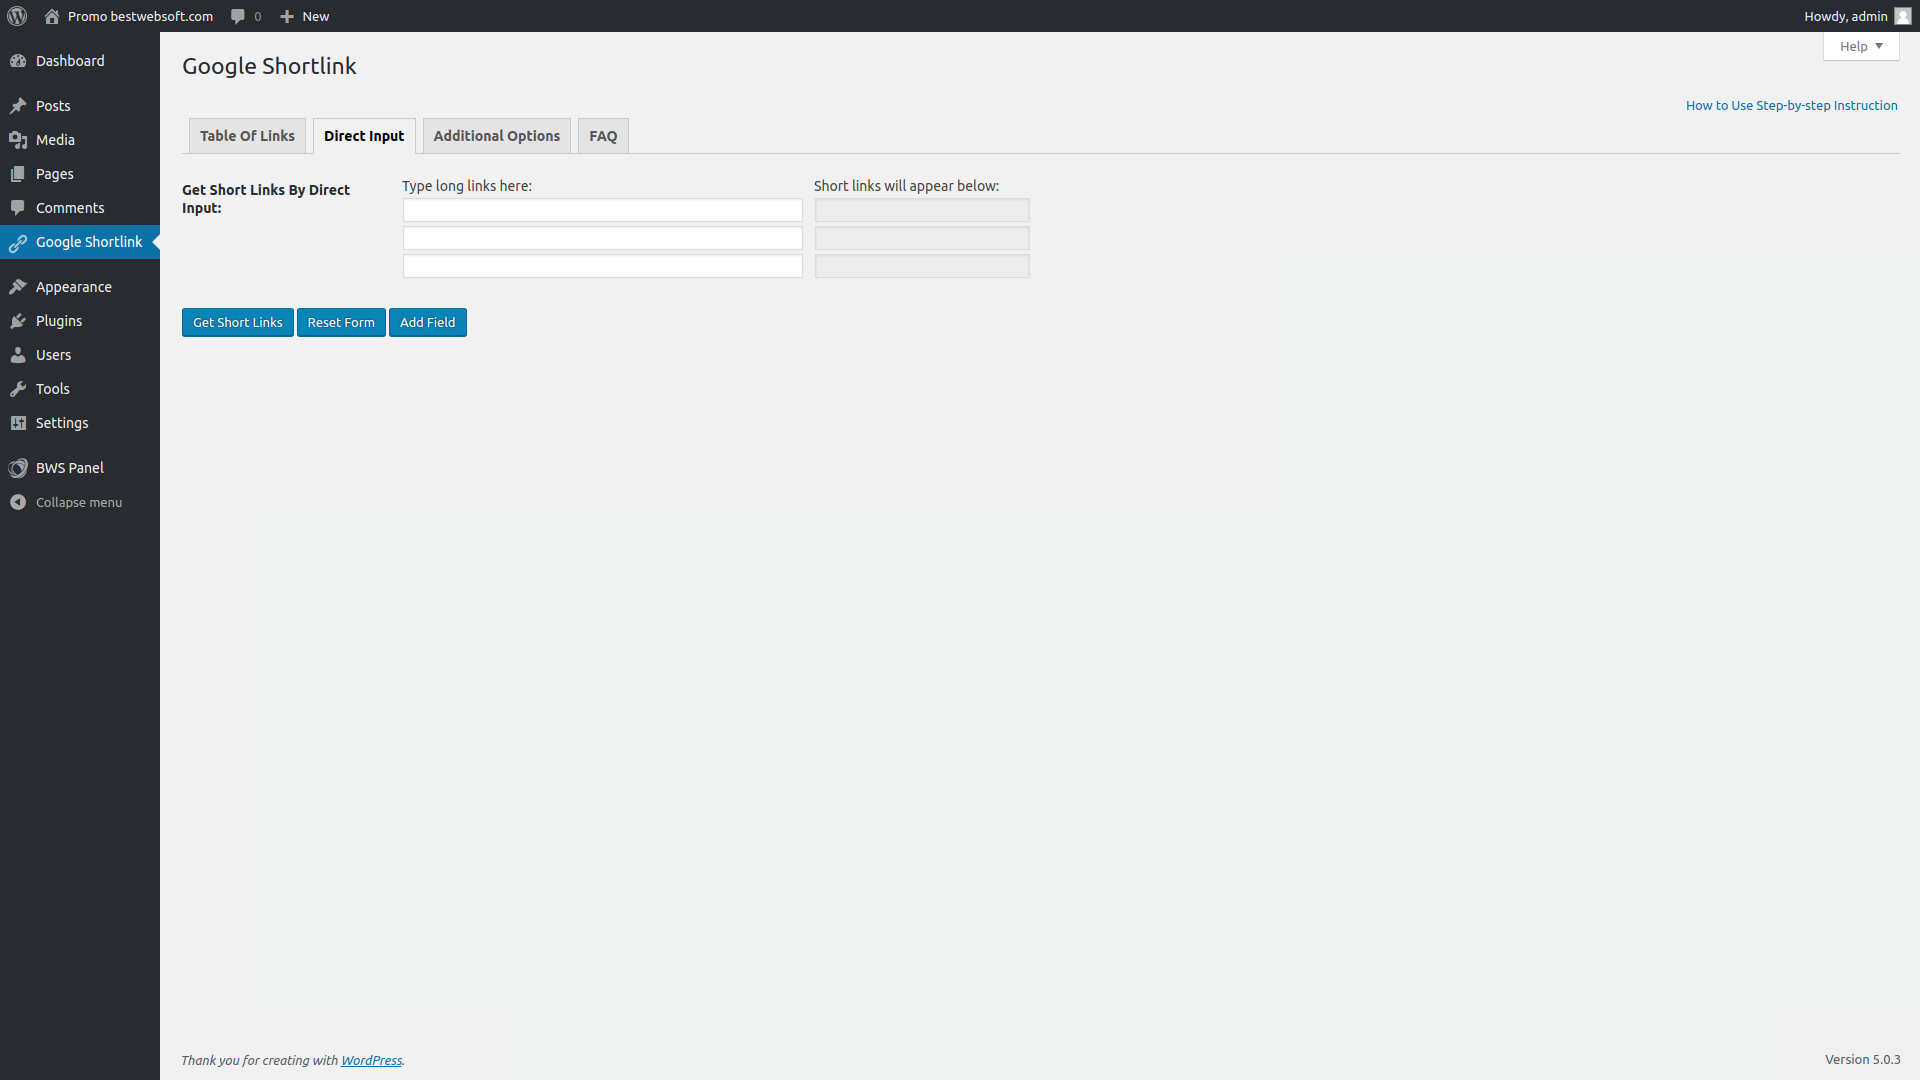 Promo bestwebsoft.com 0 New Howdy, admin
Help
Dashboard
Posts
Media
Pages
Comments
Google Shortlink
Appearance
Plugins
Users
Tools
Settings
BWS Panel
Collapse menu
Google Shortlink
How to Use Step-by-step Instruction
Table Of Links Direct Input Additional Options FAQ
Get Short Links By Direct
Input:
Type long links here: Short links will appear below:
Get Short Links Reset Form Add Field
Thank you for creating with WordPress. Version 5.0.3